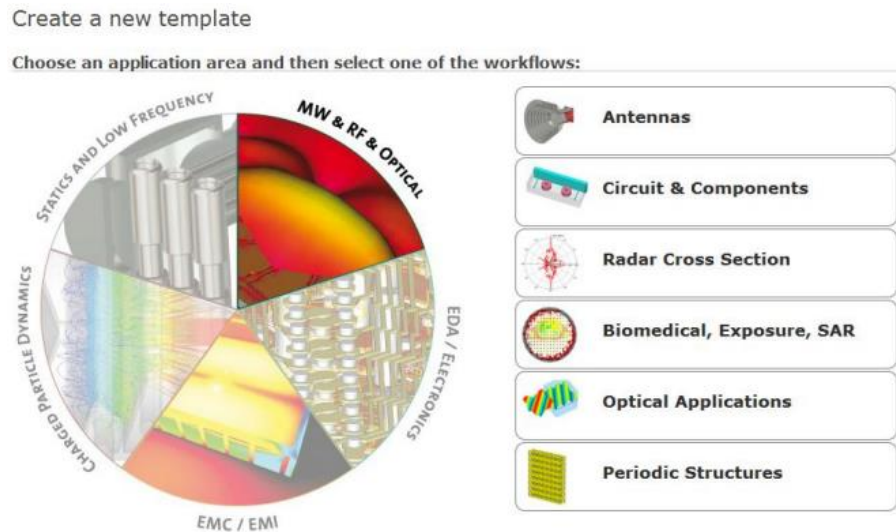 Create a new template
Choose an application area and then select one of the workflows:
STATICS AND LOW FREQUENCY
MW & RF & OPTICAL
EDA / ELECTRONICS
EMC / EMI
CHARGED PARTICLE DYNAMICS
Antennas
Circuit & Components
Radar Cross Section
Biomedical, Exposure, SAR
Optical Applications
Periodic Structures